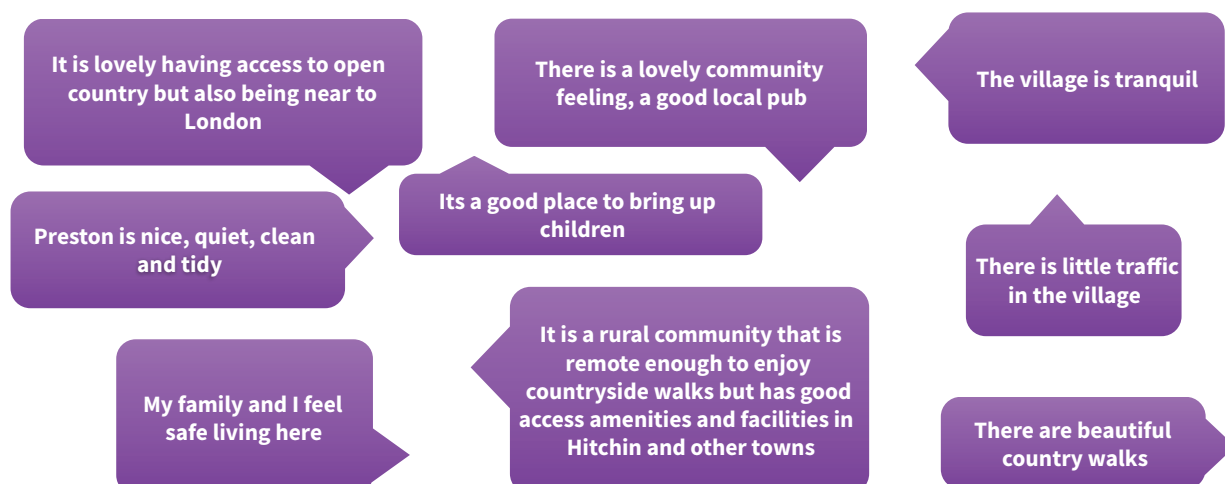 It is lovely having access to open
country but also being near to
London
There is a lovely community
feeling, a good local pub
The village is tranquil
Preston is nice, quiet, clean
and tidy
Its a good place to bring up
children
There is little traffic
in the village
My family and I feel
safe living here
It is a rural community that is
remote enough to enjoy
countryside walks but has good
access amenities and facilities in
Hitchin and other towns
There are beautiful
country walks